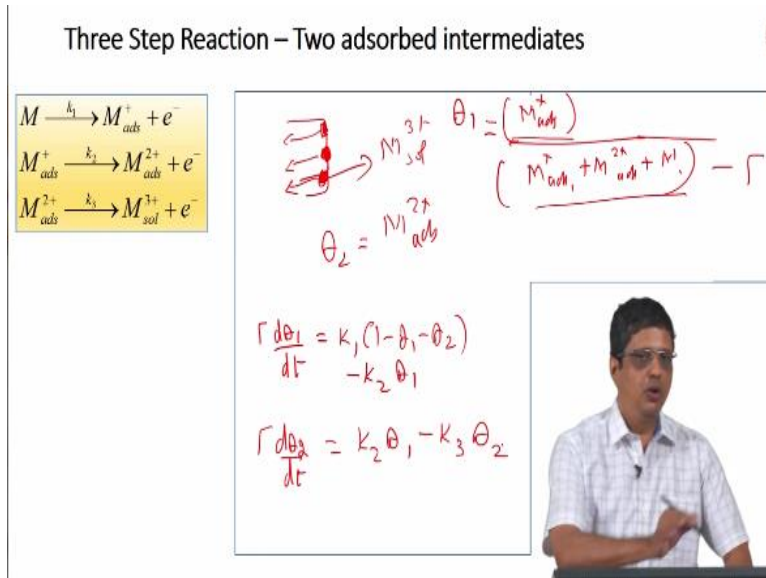 Three Step Reaction – Two adsorbed intermediates
M —k₁→ M⁺ads + e⁻
M⁺ads —k₂→ M²⁺ads + e⁻
M²⁺ads —k₃→ M³⁺sol + e⁻
M³⁺sol
θ₁ = (M⁺ads) / (M⁺ads, + M²⁺ads + M,) – Γ
θ₂ = M²⁺ads
Γ dθ₁/dt = k₁(1-θ₁-θ₂)
-k₂θ₁
Γ dθ₂/dt = k₂θ₁ - k₃θ₂